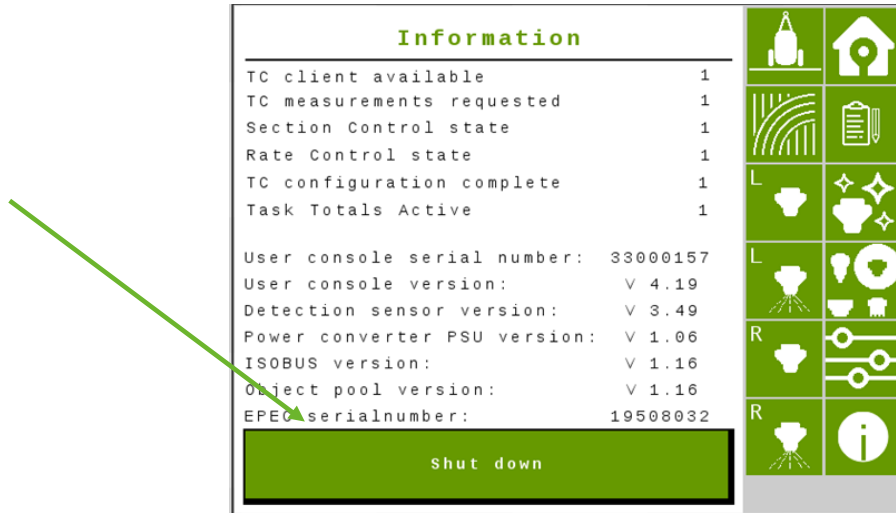 Information
TC client available 1
TC measurements requested 1
Section Control state 1
Rate Control state 1
TC configuration complete 1
Task Totals Active 1
User console serial number: 33000157
User console version: V 4.19
Detection sensor version: V 3.49
Power converter PSU version: V 1.06
ISOBUS version: V 1.16
Object pool version: V 1.16
EPEC serialnumber: 19508032
Shut down
L
L
R
R
i